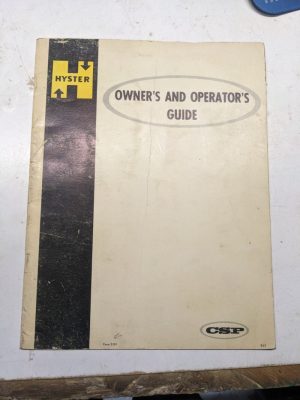 HYSTER
OWNER'S AND OPERATOR'S
GUIDE
CSP